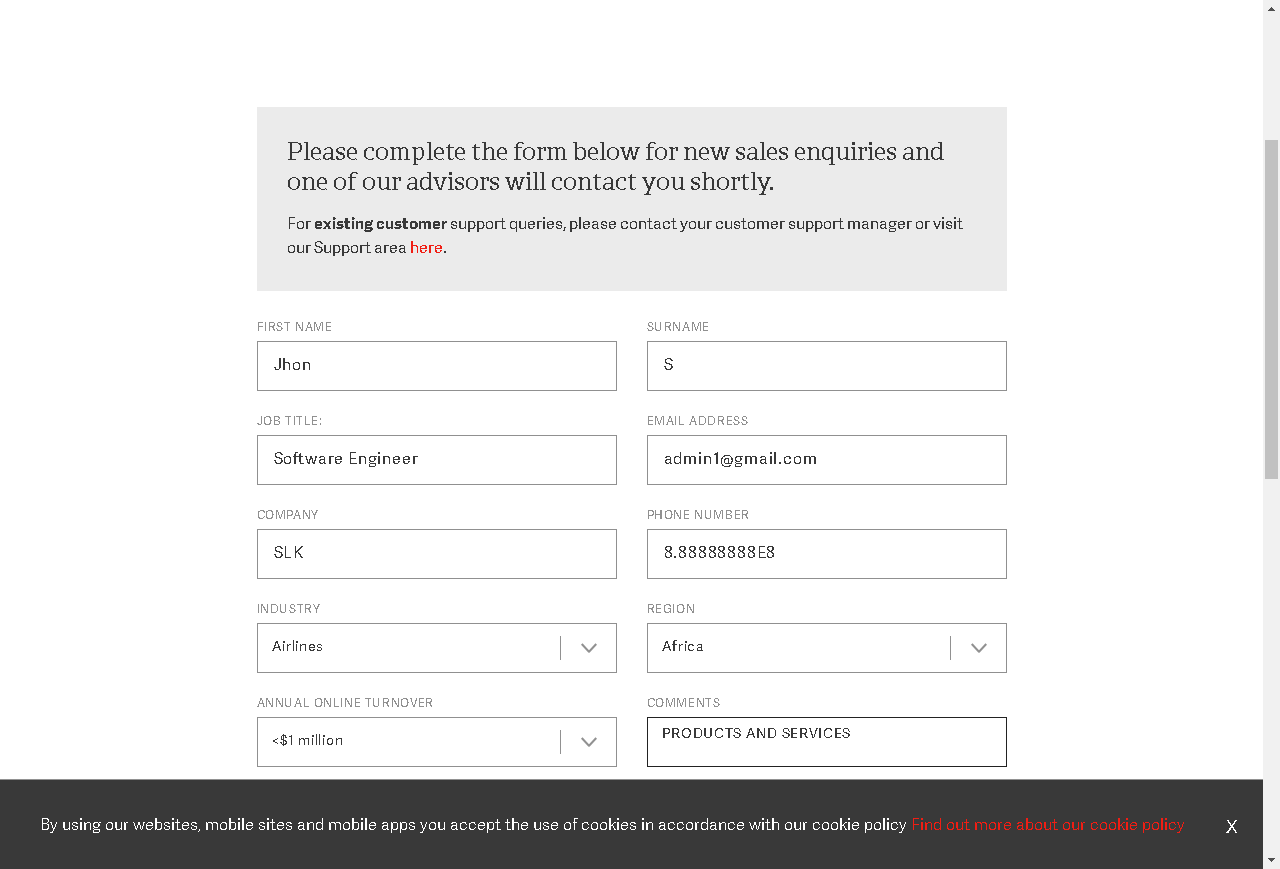 Please complete the form below for new sales enquiries and
one of our advisors will contact you shortly.
For existing customer support queries, please contact your customer support manager or visit
our Support area here.
FIRST NAME
SURNAME
Jhon
S
JOB TITLE:
EMAIL ADDRESS
Software Engineer
admin1@gmail.com
COMPANY
PHONE NUMBER
SLK
8.88888888E8
INDUSTRY
REGION
Airlines
Africa
ANNUAL ONLINE TURNOVER
COMMENTS
<$1 million
PRODUCTS AND SERVICES
By using our websites, mobile sites and mobile apps you accept the use of cookies in accordance with our cookie policy Find out more about our cookie policy
X